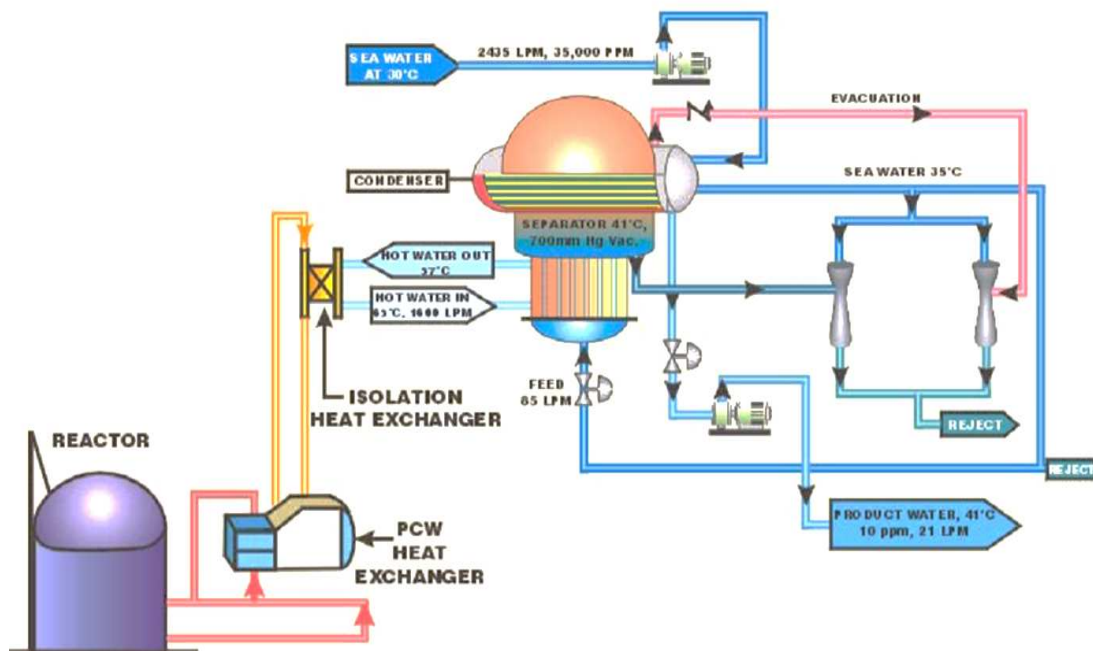 SEA WATER
AT 30°C
2435 LPM, 35,000 PPM
EVACUATION
CONDENSER
SEA WATER 35°C
SEPARATOR 41°C,
700mm Hg Vac.
HOT WATER OUT
57°C
HOT WATER IN
65°C, 1600 LPM
ISOLATION
HEAT EXCHANGER
FEED
85 LPM
REJECT
REJECT
REACTOR
PCW
HEAT
EXCHANGER
PRODUCT WATER, 41°C
10 ppm, 21 LPM